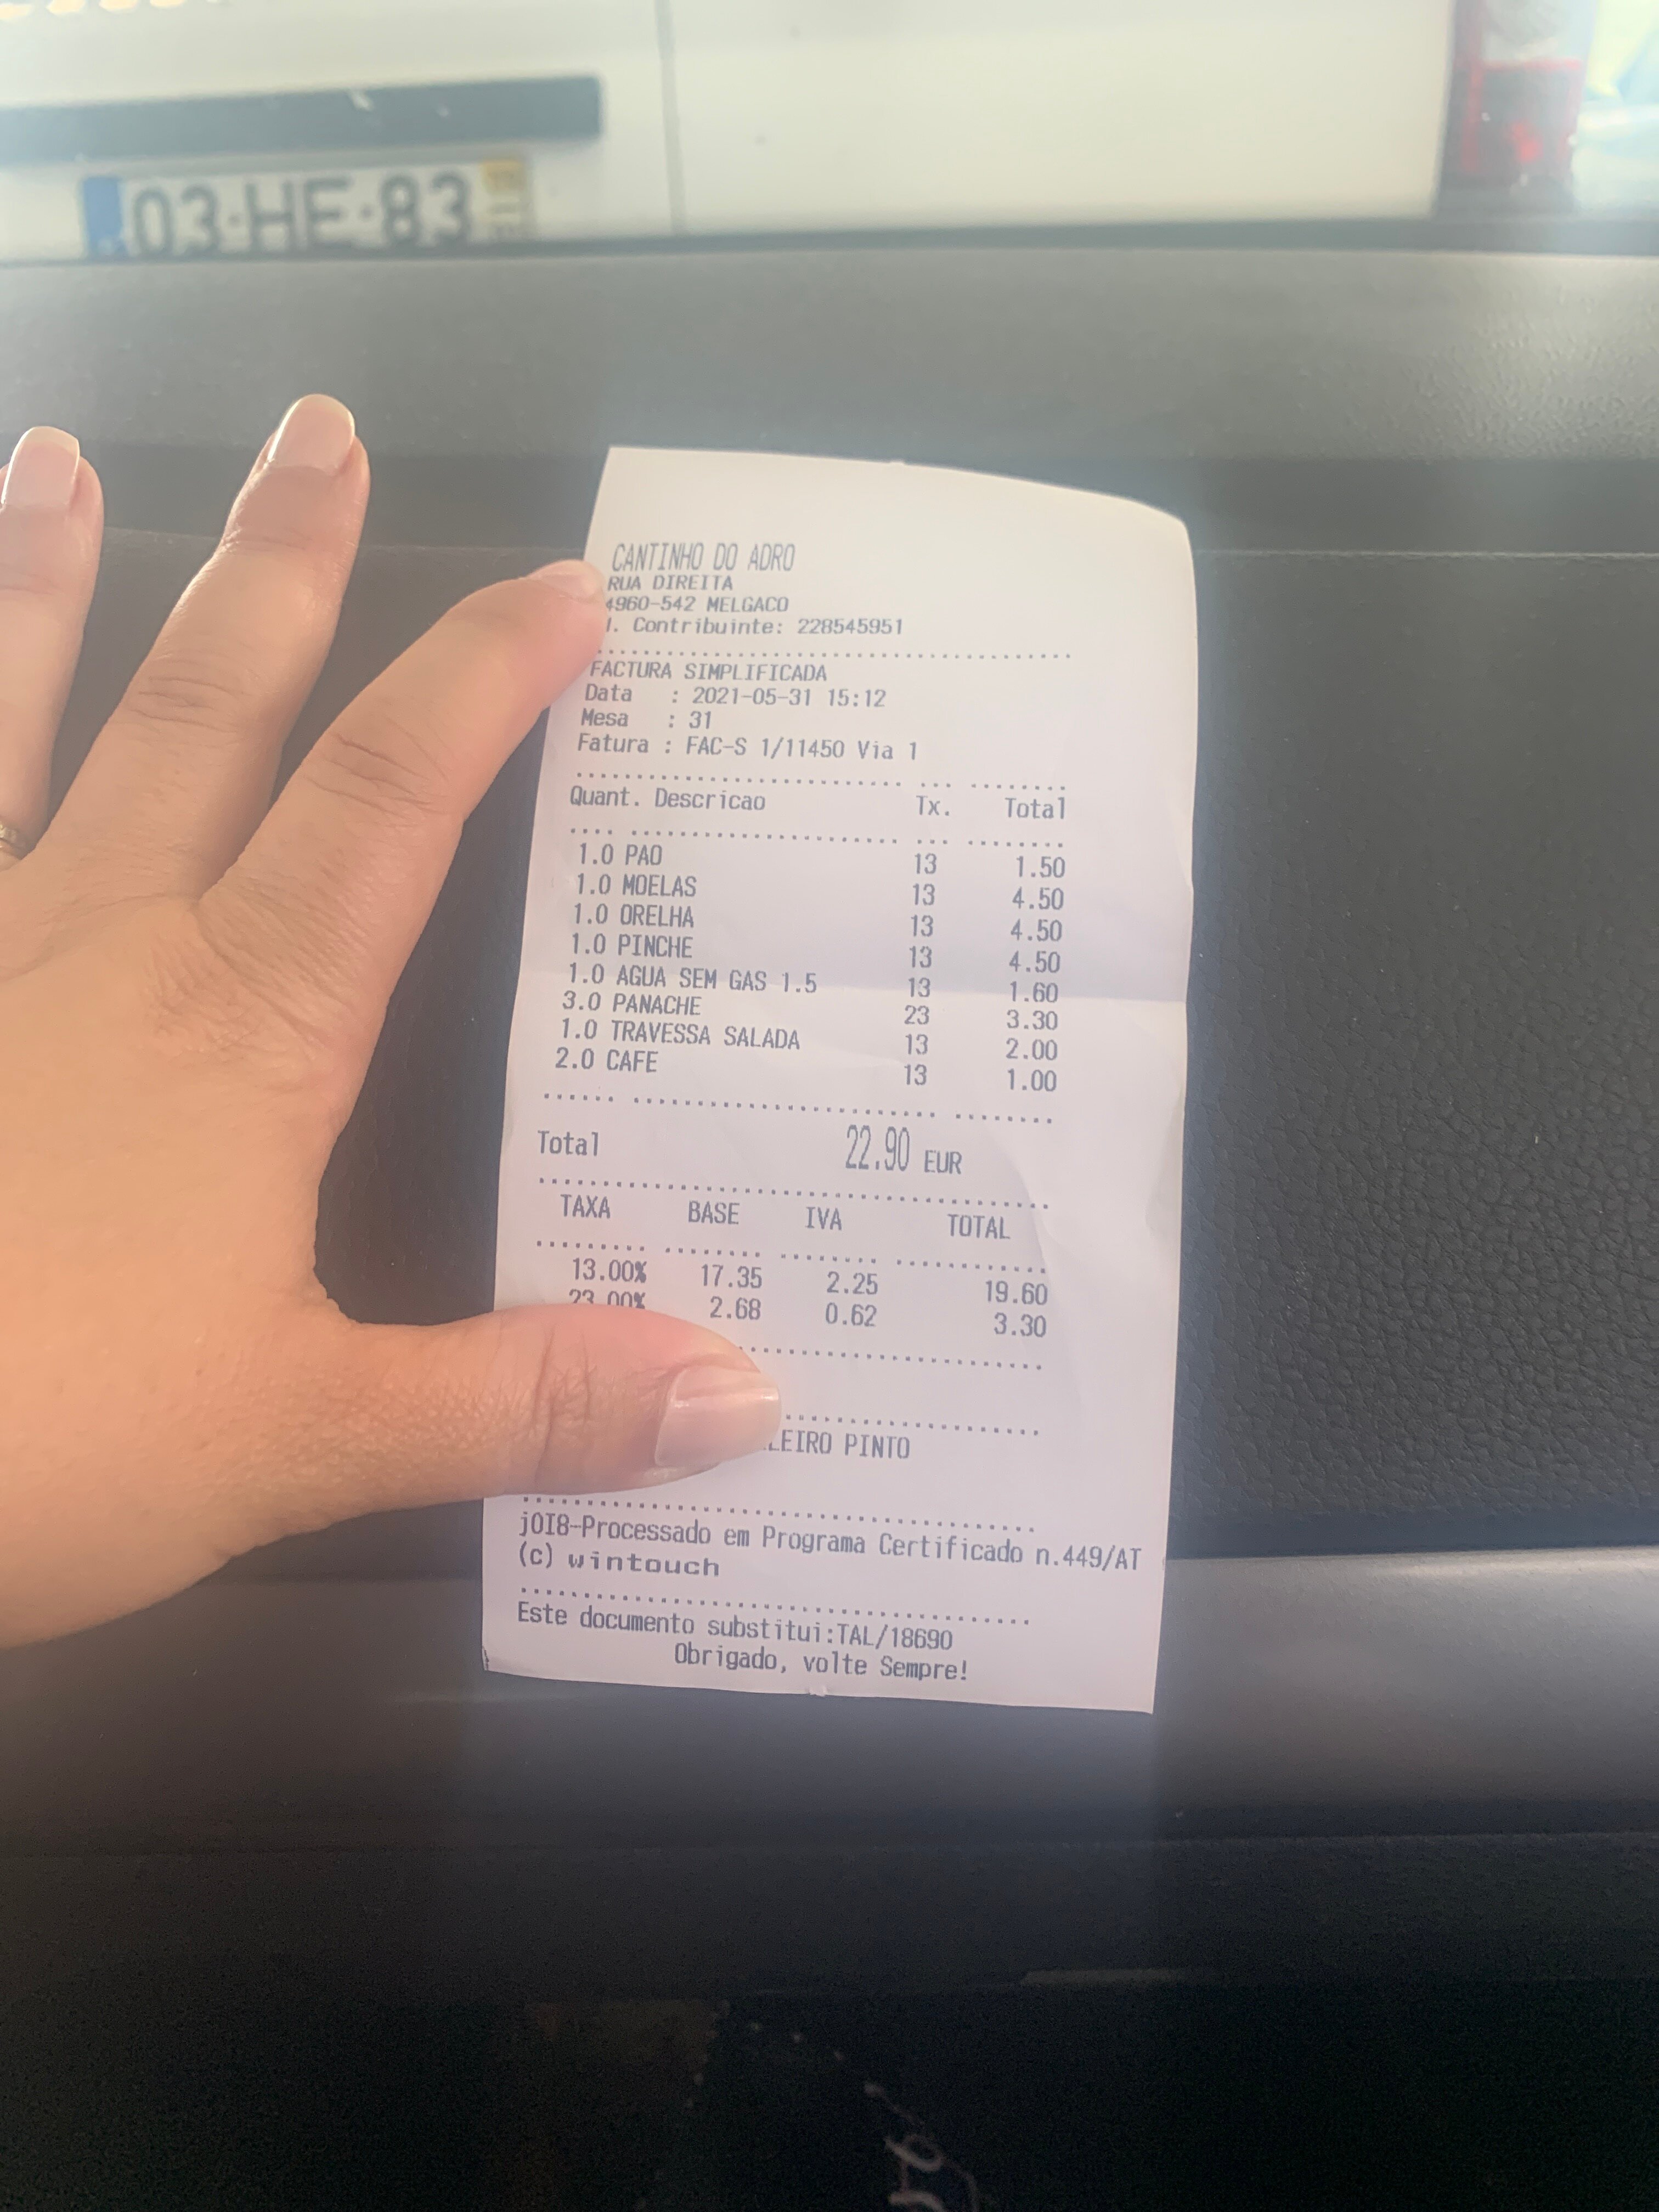 03·HE·83
CANTINHO DO ADRO
RUA DIREITA
4960-542 MELGACO
. Contribuinte: 228545951
FACTURA SIMPLIFICADA
Data : 2021-05-31 15:12
Mesa : 31
Fatura : FAC-S 1/11450 Via 1
Quant. Descricao Tx. Total
1.0 PAO 13 1.50
1.0 MOELAS 13 4.50
1.0 ORELHA 13 4.50
1.0 PINCHE 13 4.50
1.0 AGUA SEM GAS 1.5 13 1.60
3.0 PANACHE 23 3.30
1.0 TRAVESSA SALADA 13 2.00
2.0 CAFE 13 1.00
Total 22.90 EUR
TAXA BASE IVA TOTAL
13.00% 17.35 2.25 19.60
23.00% 2.68 0.62 3.30
LEIRO PINTO
jOI8-Processado em Programa Certificado n.449/AT
(c) wintouch
Este documento substitui:TAL/18690
Obrigado, volte Sempre!